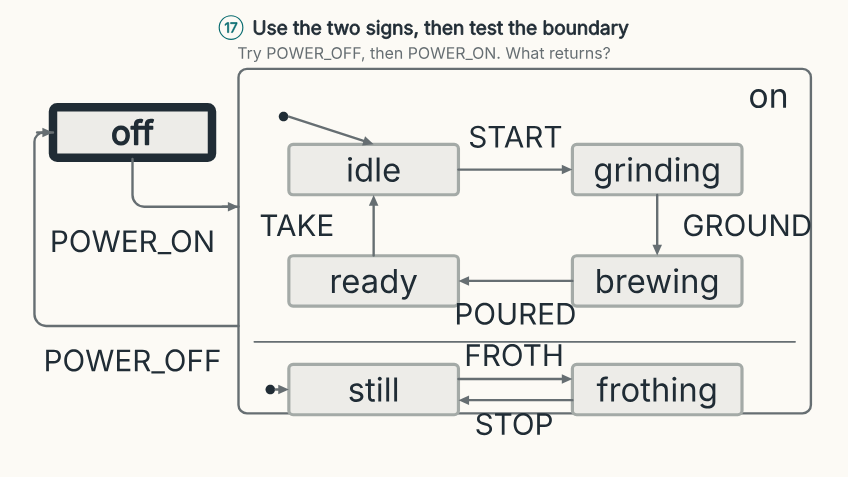 17 Use the two signs, then test the boundary
Try POWER_OFF, then POWER_ON. What returns?
on
off
START
idle
grinding
TAKE
GROUND
POWER_ON
ready
brewing
POURED
FROTH
POWER_OFF
still
frothing
STOP